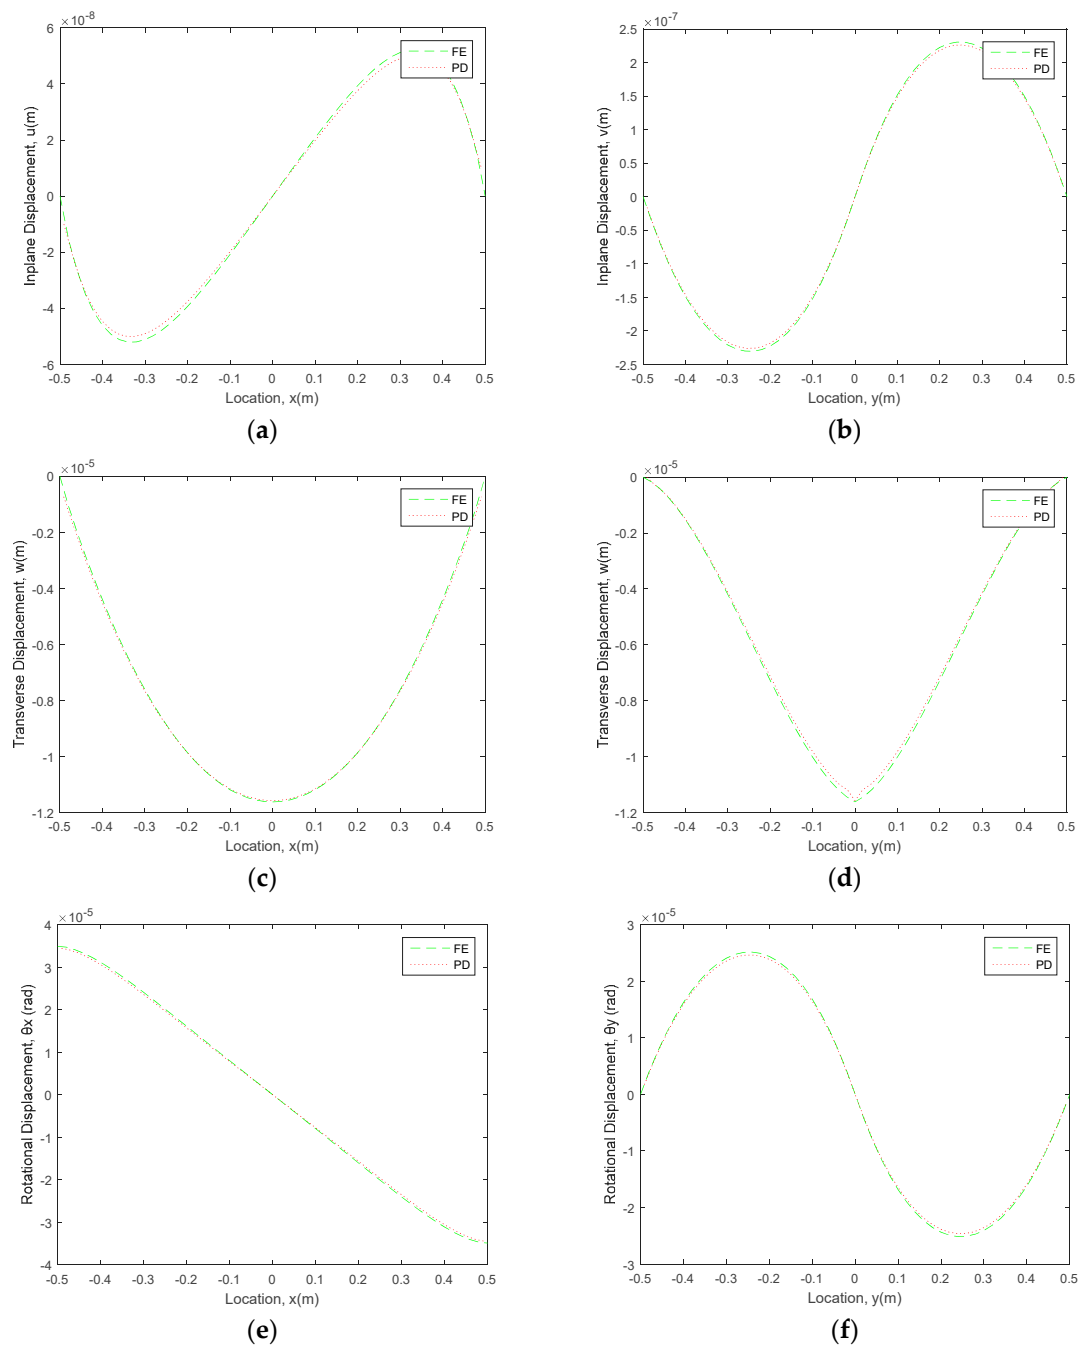 ×10-8
6
4
2
0
-2
-4
-6
-0.5 -0.4 -0.3 -0.2 -0.1 0 0.1 0.2 0.3 0.4 0.5
Inplane Displacement, u(m)
Location, x(m)
FE
PD
(a)
×10-7
2.5
2
1.5
1
0.5
0
-0.5
-1
-1.5
-2
-2.5
-0.5 -0.4 -0.3 -0.2 -0.1 0 0.1 0.2 0.3 0.4 0.5
Inplane Displacement, v(m)
Location, y(m)
FE
PD
(b)
×10-5
0
-0.2
-0.4
-0.6
-0.8
-1
-1.2
-0.5 -0.4 -0.3 -0.2 -0.1 0 0.1 0.2 0.3 0.4 0.5
Transverse Displacement, w(m)
Location, x(m)
FE
PD
(c)
×10-5
0
-0.2
-0.4
-0.6
-0.8
-1
-1.2
-0.5 -0.4 -0.3 -0.2 -0.1 0 0.1 0.2 0.3 0.4 0.5
Transverse Displacement, w(m)
Location, y(m)
FE
PD
(d)
×10-5
4
3
2
1
0
-1
-2
-3
-4
-0.5 -0.4 -0.3 -0.2 -0.1 0 0.1 0.2 0.3 0.4 0.5
Rotational Displacement, θx (rad)
Location, x(m)
FE
PD
(e)
×10-5
3
2
1
0
-1
-2
-3
-0.5 -0.4 -0.3 -0.2 -0.1 0 0.1 0.2 0.3 0.4 0.5
Rotational Displacement, θy (rad)
Location, y(m)
FE
PD
(f)